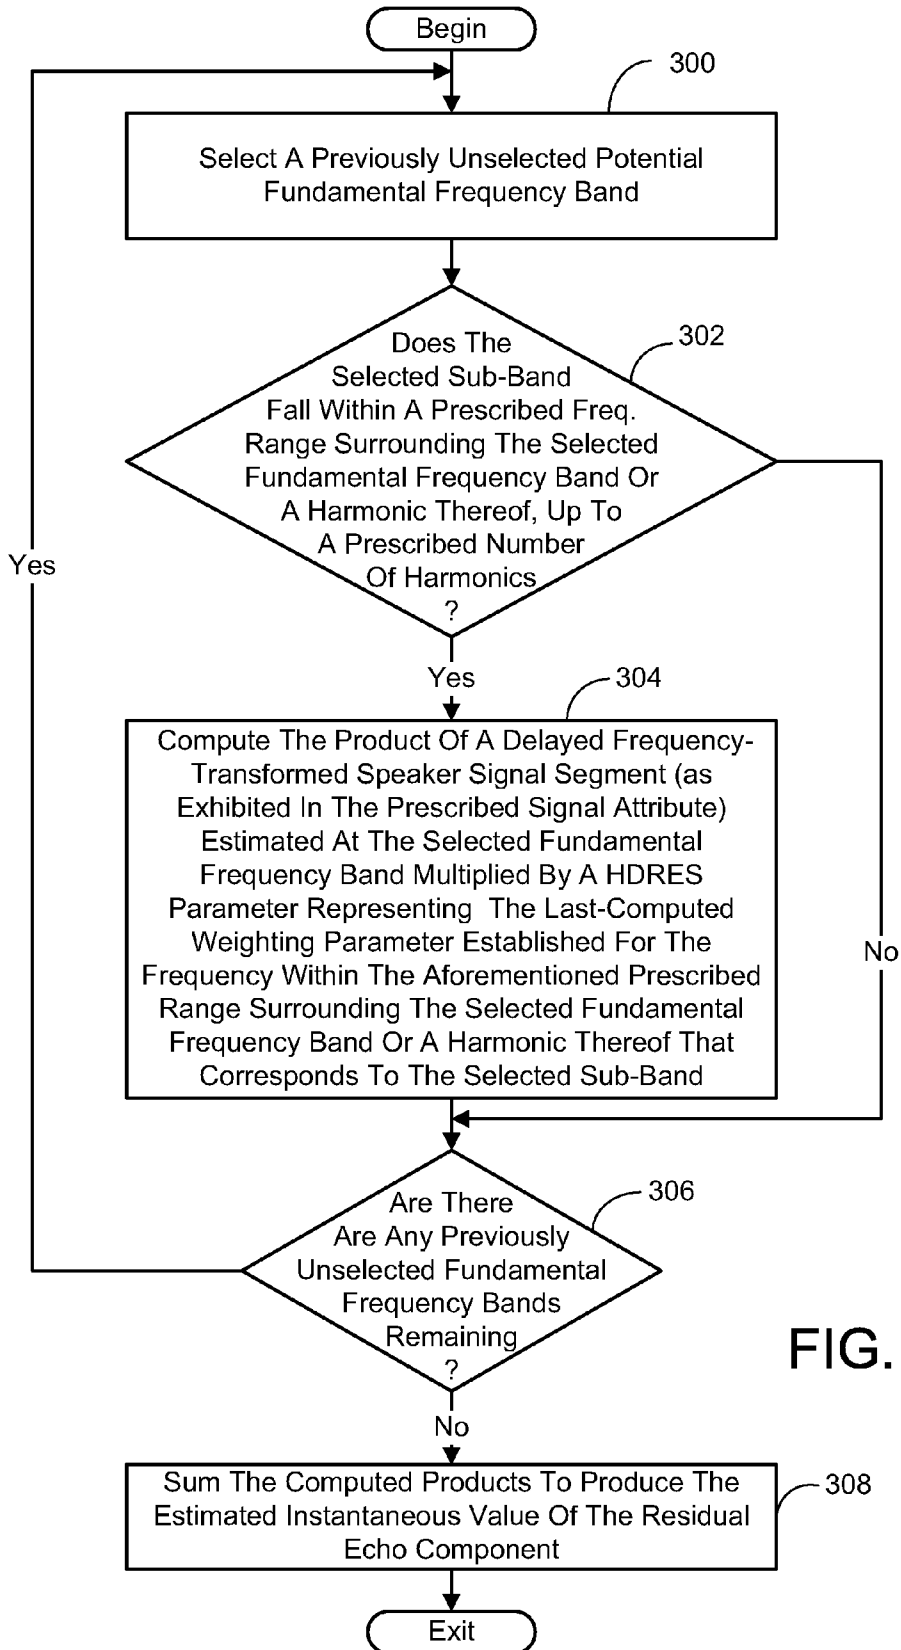 Begin
300
Select A Previously Unselected Potential
Fundamental Frequency Band
302
Does The
Selected Sub-Band
Fall Within A Prescribed Freq.
Range Surrounding The Selected
Fundamental Frequency Band Or
A Harmonic Thereof, Up To
A Prescribed Number
Of Harmonics
?
Yes
Yes
304
Compute The Product Of A Delayed Frequency-
Transformed Speaker Signal Segment (as
Exhibited In The Prescribed Signal Attribute)
Estimated At The Selected Fundamental
Frequency Band Multiplied By A HDRES
Parameter Representing The Last-Computed
Weighting Parameter Established For The
Frequency Within The Aforementioned Prescribed
Range Surrounding The Selected Fundamental
Frequency Band Or A Harmonic Thereof That
Corresponds To The Selected Sub-Band
No
306
Are There
Are Any Previously
Unselected Fundamental
Frequency Bands
Remaining
?
FIG.
No
Sum The Computed Products To Produce The
Estimated Instantaneous Value Of The Residual
Echo Component
308
Exit